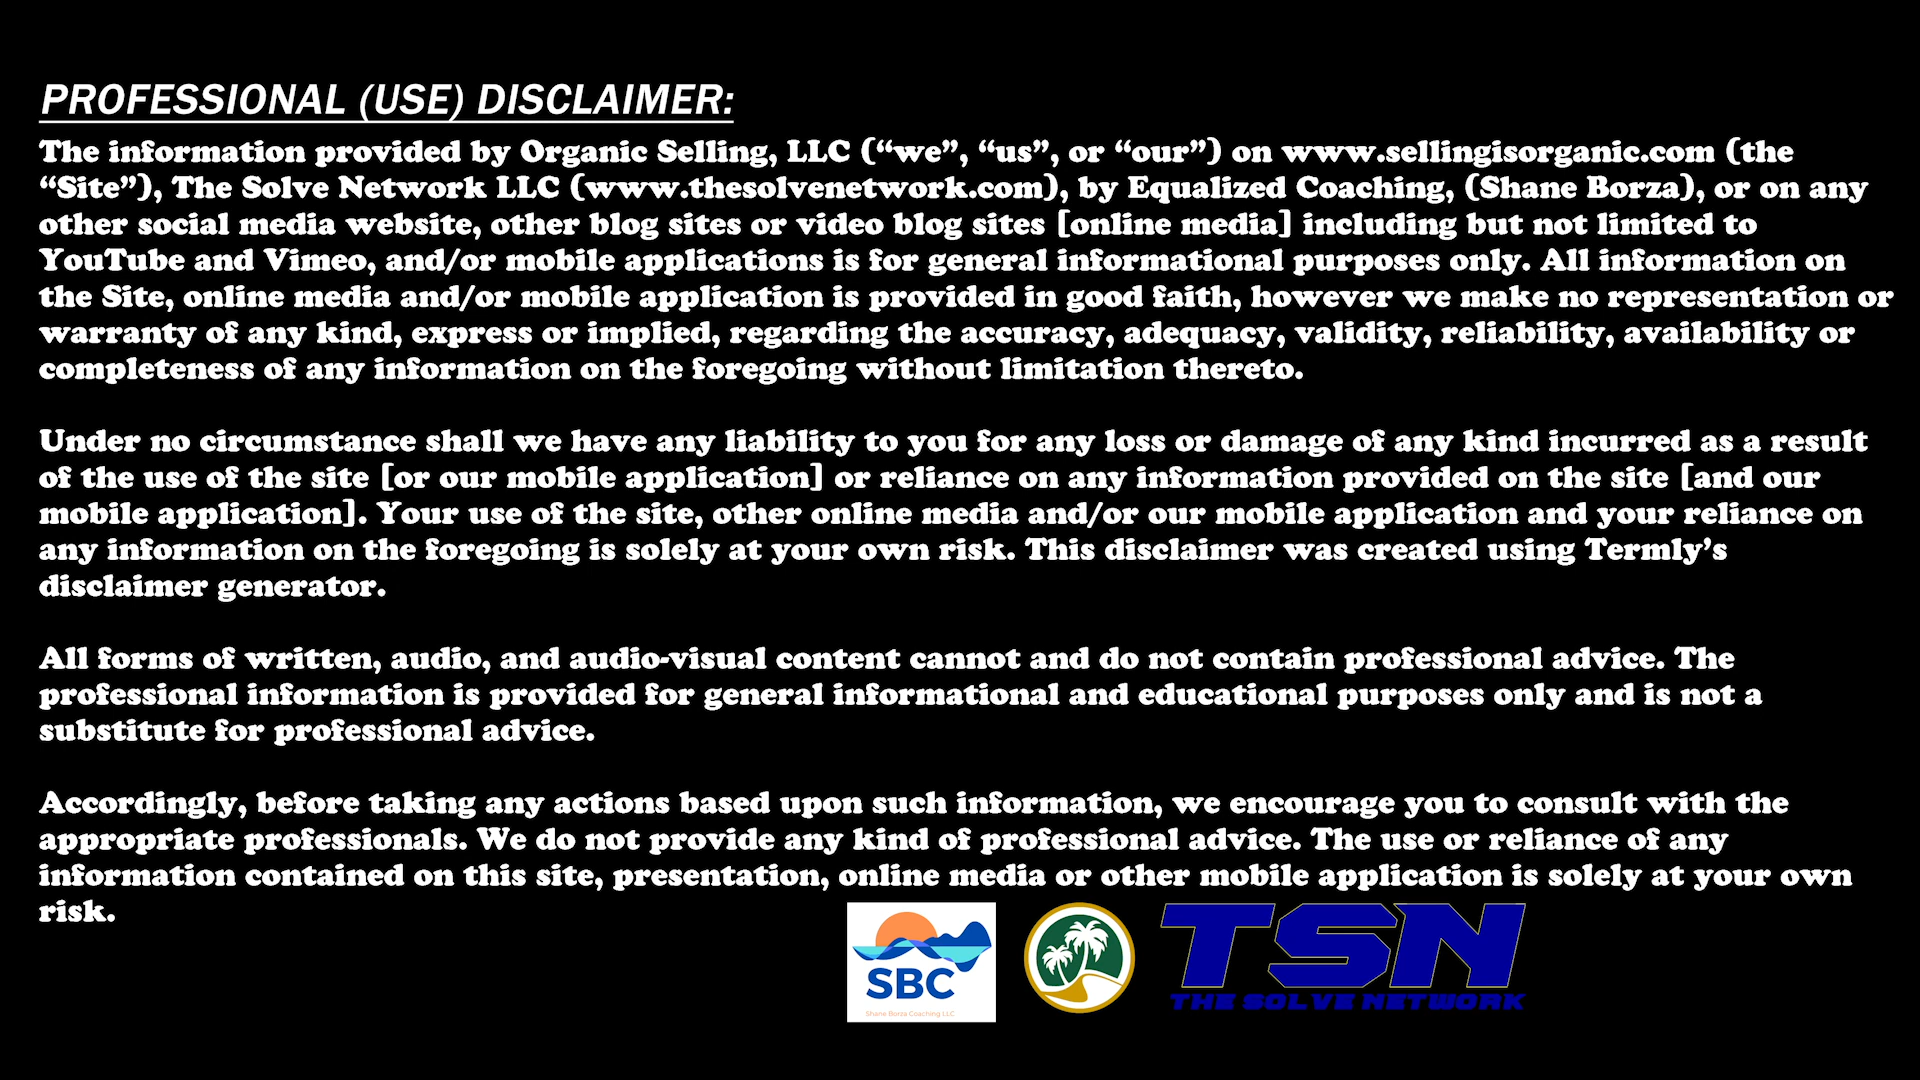 PROFESSIONAL (USE) DISCLAIMER:
The information provided by Organic Selling, LLC (“we”, “us”, or “our”) on www.sellingisorganic.com (the
“Site”), The Solve Network LLC (www.thesolvenetwork.com), by Equalized Coaching, (Shane Borza), or on any
other social media website, other blog sites or video blog sites [online media] including but not limited to
YouTube and Vimeo, and/or mobile applications is for general informational purposes only. All information on
the Site, online media and/or mobile application is provided in good faith, however we make no representation or
warranty of any kind, express or implied, regarding the accuracy, adequacy, validity, reliability, availability or
completeness of any information on the foregoing without limitation thereto.
Under no circumstance shall we have any liability to you for any loss or damage of any kind incurred as a result
of the use of the site [or our mobile application] or reliance on any information provided on the site [and our
mobile application]. Your use of the site, other online media and/or our mobile application and your reliance on
any information on the foregoing is solely at your own risk. This disclaimer was created using Termly’s
disclaimer generator.
All forms of written, audio, and audio-visual content cannot and do not contain professional advice. The
professional information is provided for general informational and educational purposes only and is not a
substitute for professional advice.
Accordingly, before taking any actions based upon such information, we encourage you to consult with the
appropriate professionals. We do not provide any kind of professional advice. The use or reliance of any
information contained on this site, presentation, online media or other mobile application is solely at your own
risk.
SBC
Shane Borza Coaching LLC
TSN
THE SOLVE NETWORK